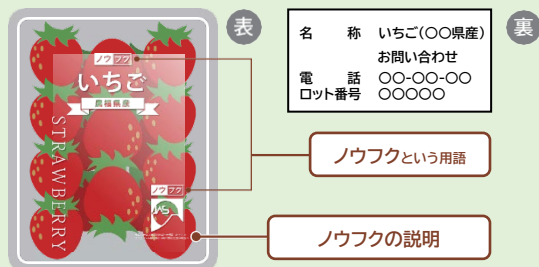 表
ノウフク
いちご
農福県産
STRAWBERRY
ノウフク
裏
名　称　いちご(〇〇県産)
お問い合わせ
電　話　〇〇-〇〇-〇〇
ロット番号　〇〇〇〇〇
ノウフクという用語
ノウフクの説明